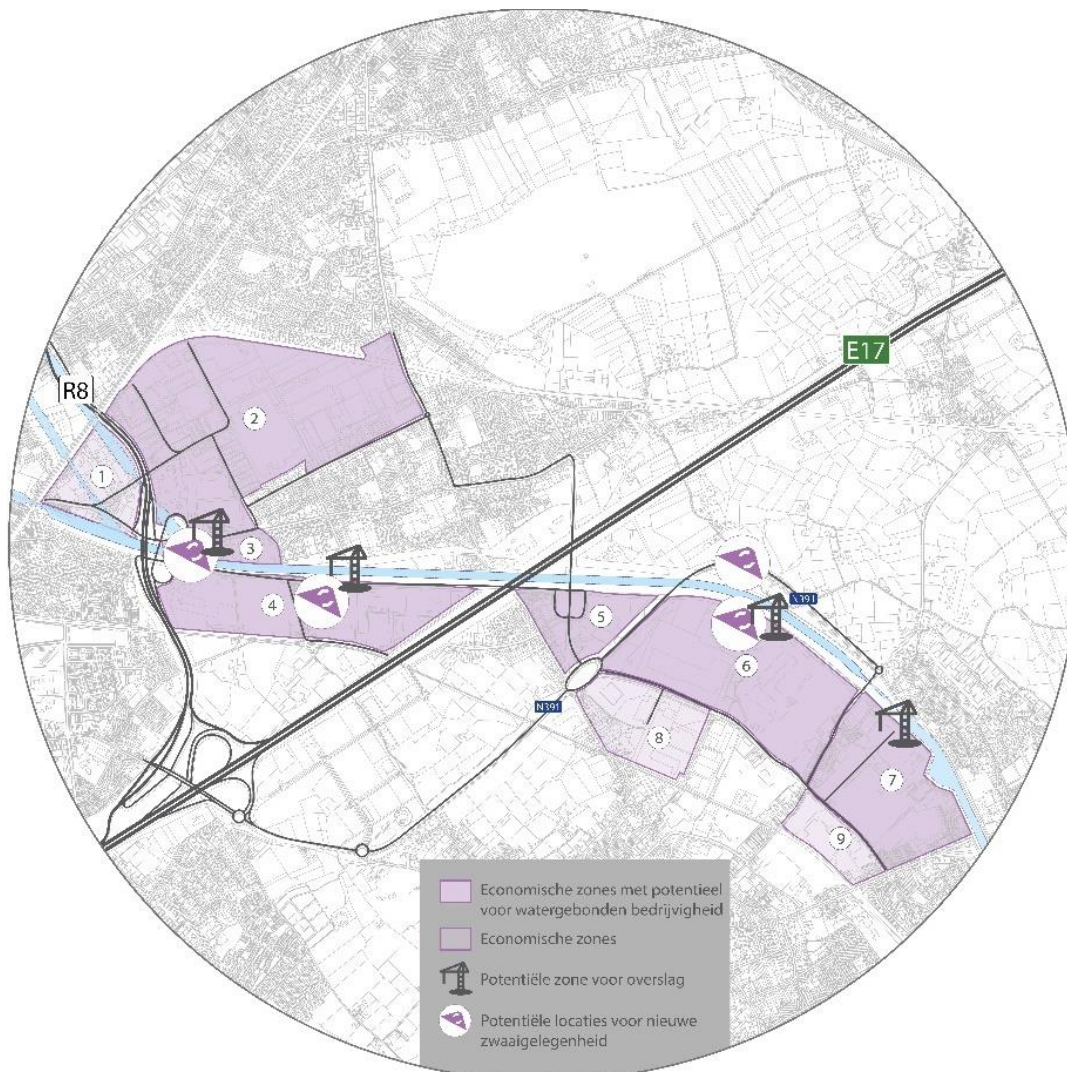 E17
R8
2
1
3
4
5
N391
6
N391
8
7
9
Economische zones met potentieel
voor watergebonden bedrijvigheid
Economische zones
Potentiële zone voor overslag
Potentiële locaties voor nieuwe
zwaaigelegenheid